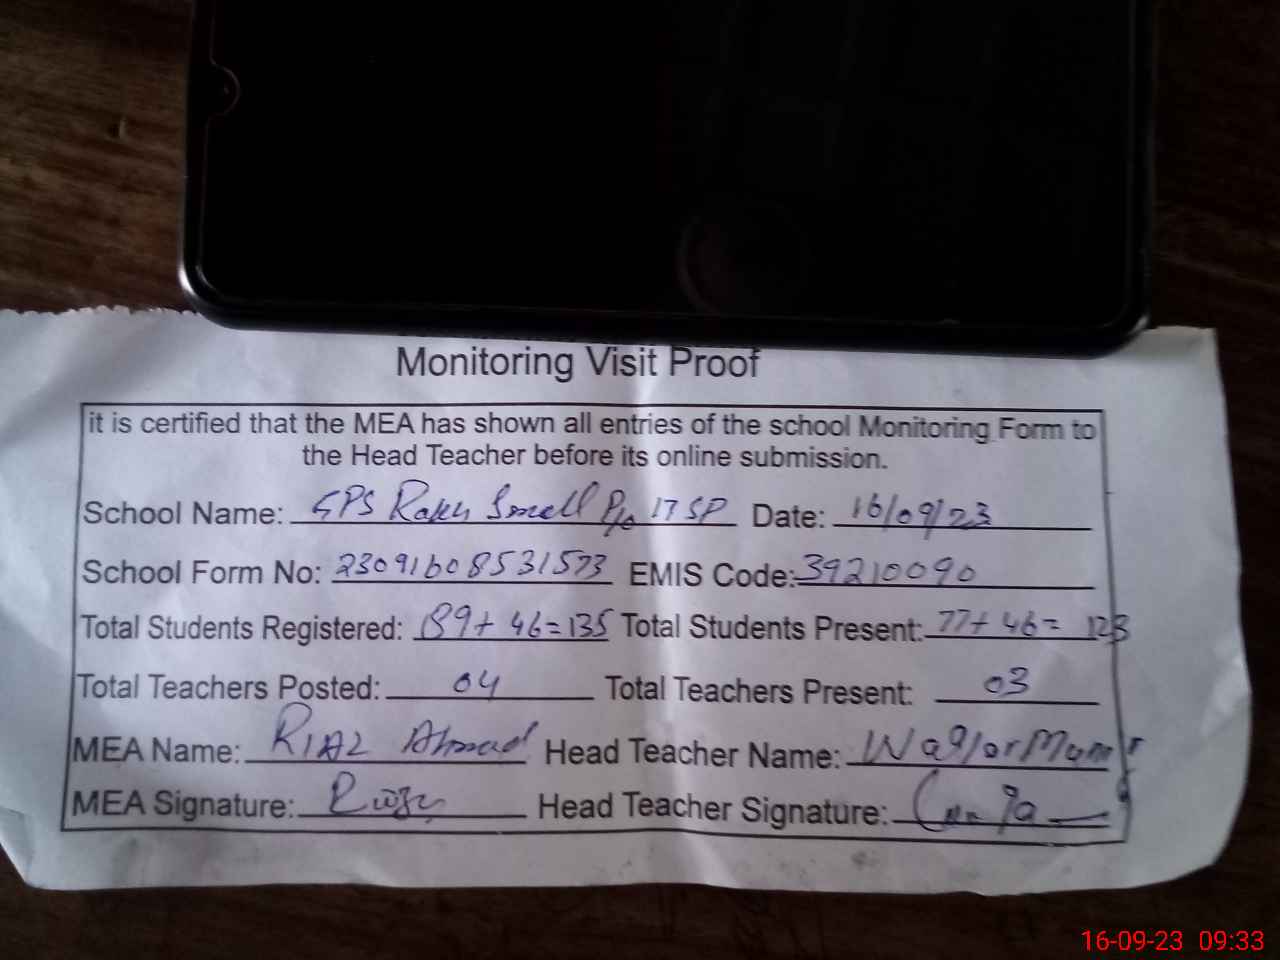 Monitoring Visit Proof
it is certified that the MEA has shown all entries of the school Monitoring Form to
the Head Teacher before its online submission.
School Name: GPS Rakh Small P/o 17 SP Date: 16/09/23
School Form No: 23091608531573 EMIS Code: 39210090
Total Students Registered: 89+ 46=135 Total Students Present: 77+ 46= 123
Total Teachers Posted: 04 Total Teachers Present: 03
MEA Name: RIAZ Ahmad Head Teacher Name:
MEA Signature: Head Teacher Signature:
16-09-23 09:33